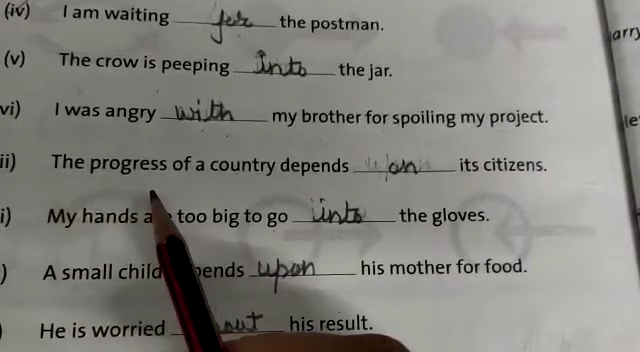 (iv) I am waiting for the postman.
(v) The crow is peeping into the jar.
vi) I was angry with my brother for spoiling my project.
ii) The progress of a country depends on its citizens.
i) My hands a too big to go into the gloves.
) A small child pends upon his mother for food.
) He is worried out his result.
arry
le